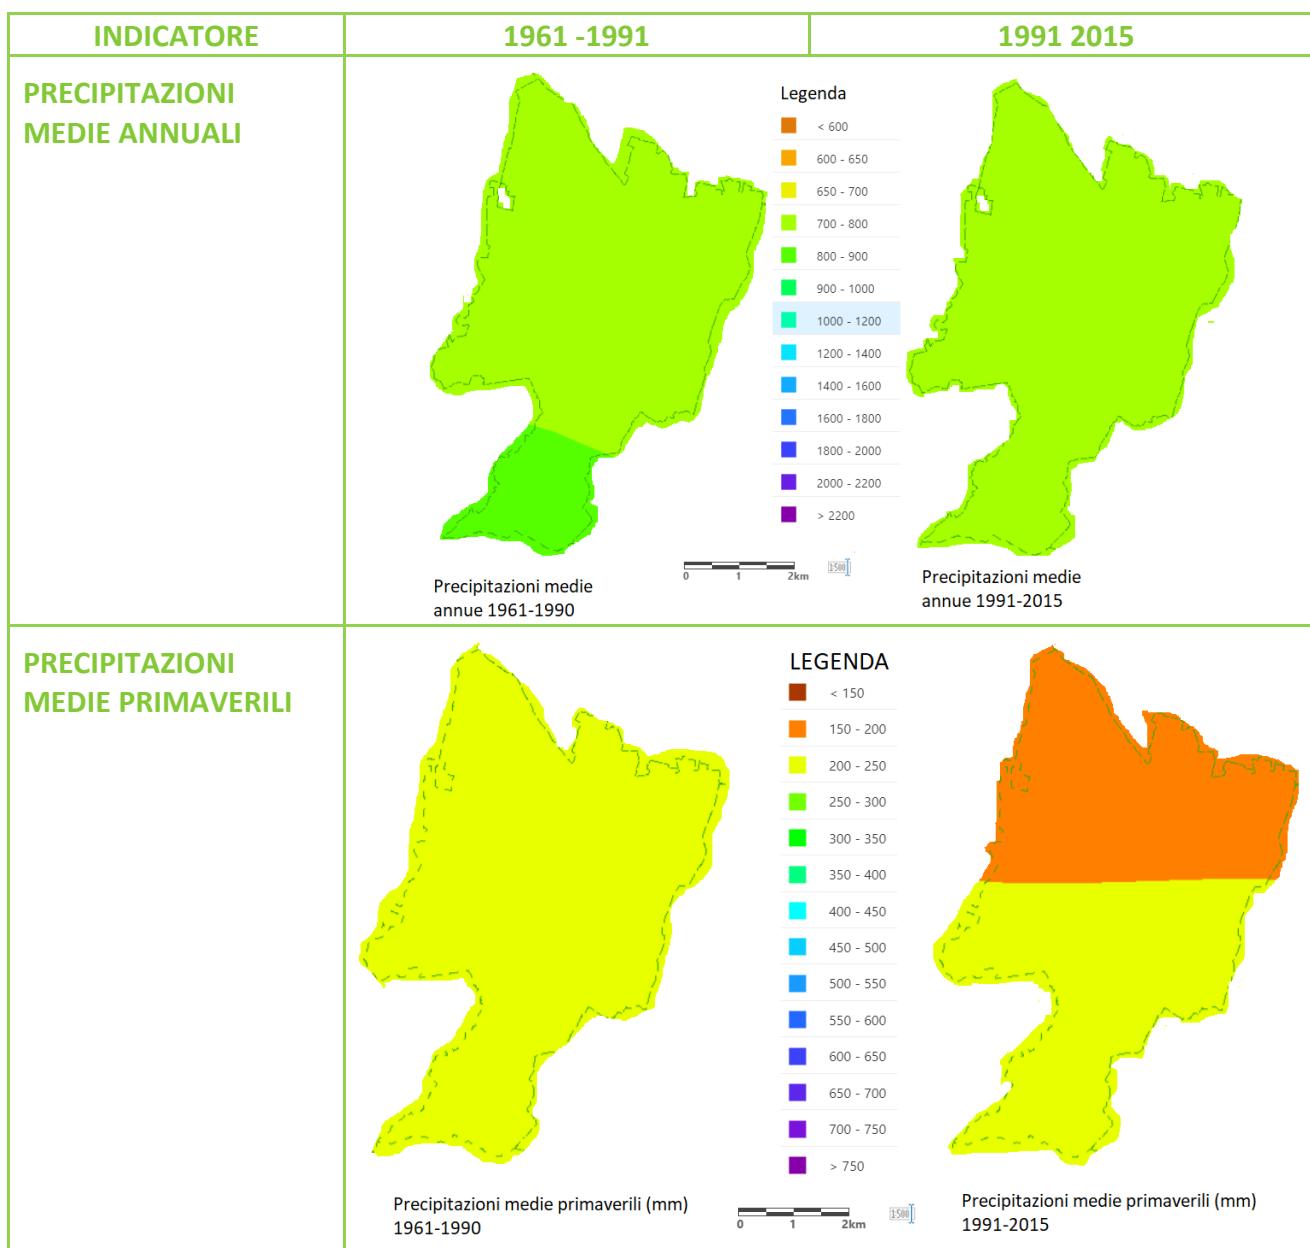 INDICATORE
1961 -1991
1991 2015
PRECIPITAZIONI
MEDIE ANNUALI
Legenda
< 600
600 - 650
650 - 700
700 - 800
800 - 900
900 - 1000
1000 - 1200
1200 - 1400
1400 - 1600
1600 - 1800
1800 - 2000
2000 - 2200
> 2200
0 1 2km
1:500
Precipitazioni medie
annue 1961-1990
Precipitazioni medie
annue 1991-2015
PRECIPITAZIONI
MEDIE PRIMAVERILI
LEGENDA
< 150
150 - 200
200 - 250
250 - 300
300 - 350
350 - 400
400 - 450
450 - 500
500 - 550
550 - 600
600 - 650
650 - 700
700 - 750
> 750
Precipitazioni medie primaverili (mm)
1961-1990
0 1 2km
1:500
Precipitazioni medie primaverili (mm)
1991-2015